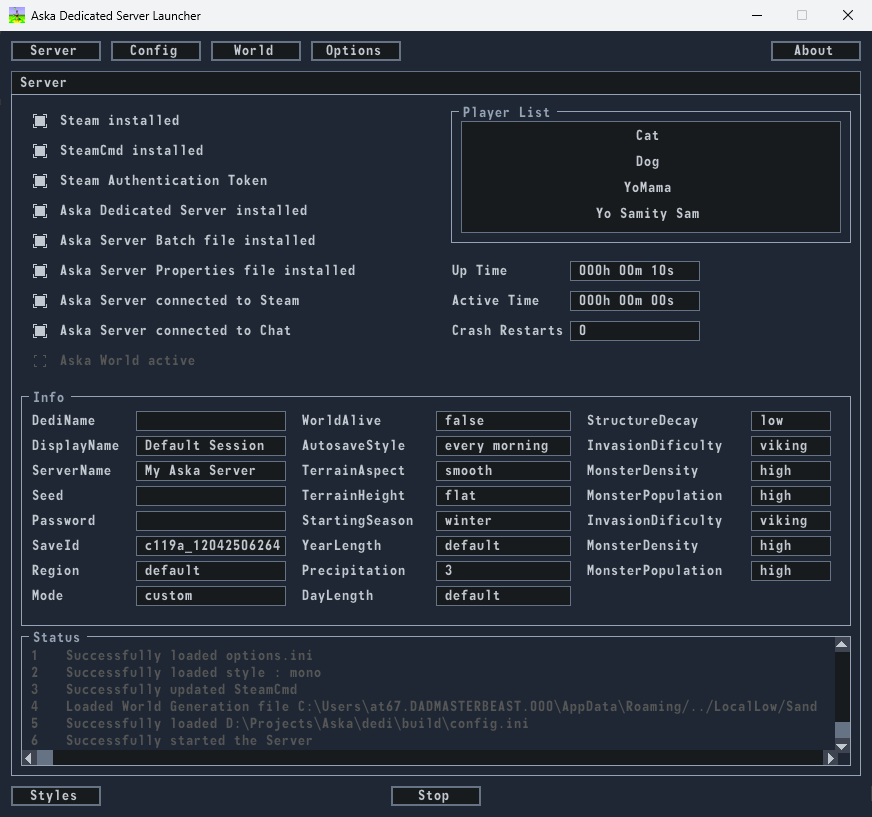 Aska Dedicated Server Launcher
Server Config World Options About
Server
Steam installed
SteamCmd installed
Steam Authentication Token
Aska Dedicated Server installed
Aska Server Batch file installed
Aska Server Properties file installed
Aska Server connected to Steam
Aska Server connected to Chat
Aska World active
Player List
Cat
Dog
YoMama
Yo Samity Sam
Up Time 000h 00m 10s
Active Time 000h 00m 00s
Crash Restarts 0
Info
DediName WorldAlive false StructureDecay low
DisplayName Default Session AutosaveStyle every morning InvasionDificulty viking
ServerName My Aska Server TerrainAspect smooth MonsterDensity high
Seed TerrainHeight flat MonsterPopulation high
Password StartingSeason winter InvasionDificulty viking
SaveId c119a_12042506264 YearLength default MonsterDensity high
Region default Precipitation 3 MonsterPopulation high
Mode custom DayLength default
Status
1 Successfully loaded options.ini
2 Successfully loaded style : mono
3 Successfully updated SteamCmd
4 Loaded World Generation file C:\Users\at67.DADMASTERBEAST.000\AppData\Roaming/../LocalLow/Sand
5 Successfully loaded D:\Projects\Aska\dedi\build\config.ini
6 Successfully started the Server
Styles Stop